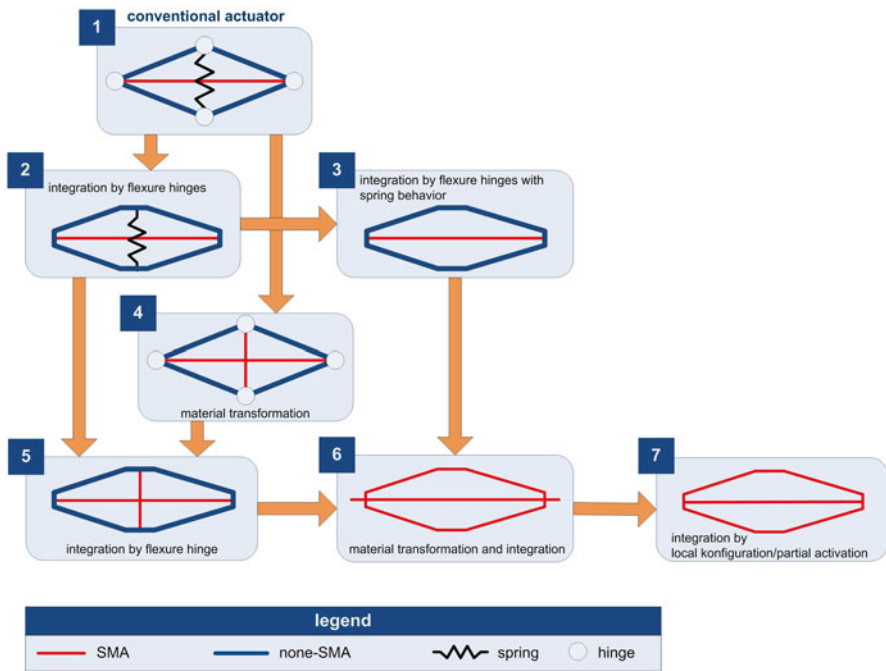 conventional actuator
1
2
integration by flexure hinges
3
integration by flexure hinges with
spring behavior
4
material transformation
5
integration by flexure hinge
6
material transformation and integration
7
integration by
local konfiguration/partial activation
legend
SMA
none-SMA
spring
hinge